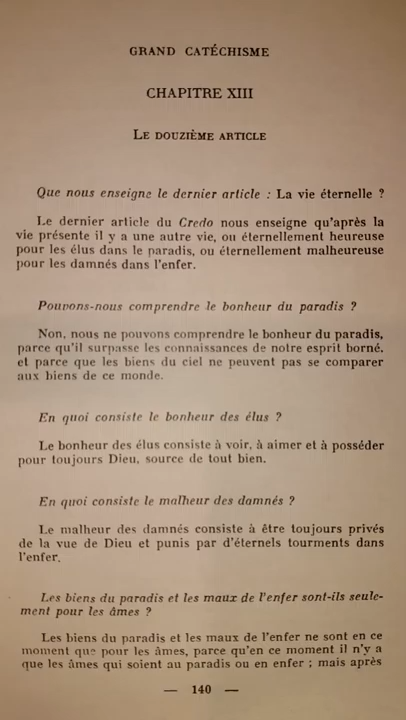 GRAND CATÉCHISME
CHAPITRE XIII
LE DOUZIÈME ARTICLE
Que nous enseigne le dernier article : La vie éternelle ?
Le dernier article du Credo nous enseigne qu'après la
vie présente il y a une autre vie, ou éternellement heureuse
pour les élus dans le paradis, ou éternellement malheureuse
pour les damnés dans l'enfer.
Pouvons-nous comprendre le bonheur du paradis ?
Non, nous ne pouvons comprendre le bonheur du paradis,
parce qu'il surpasse les connaissances de notre esprit borné,
et parce que les biens du ciel ne peuvent pas se comparer
aux biens de ce monde.
En quoi consiste le bonheur des élus ?
Le bonheur des élus consiste à voir, à aimer et à posséder
pour toujours Dieu, source de tout bien.
En quoi consiste le malheur des damnés ?
Le malheur des damnés consiste à être toujours privés
de la vue de Dieu et punis par d'éternels tourments dans
l'enfer.
Les biens du paradis et les maux de l'enfer sont-ils seule-
ment pour les âmes ?
Les biens du paradis et les maux de l'enfer ne sont en ce
moment que pour les âmes, parce qu'en ce moment il n'y a
que les âmes qui soient au paradis ou en enfer ; mais après
— 140 —